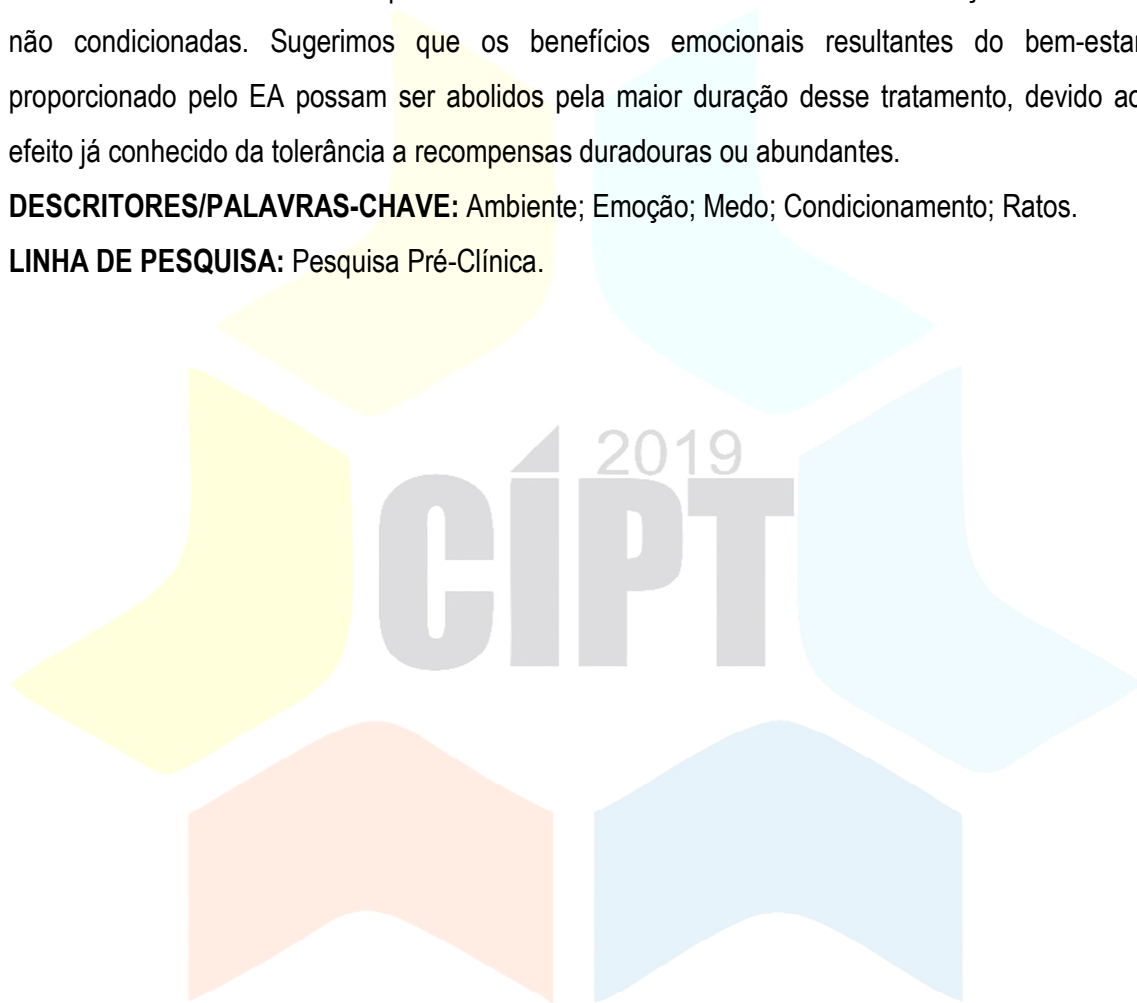 não condicionadas. Sugerimos que os benefícios emocionais resultantes do bem-estar
proporcionado pelo EA possam ser abolidos pela maior duração desse tratamento, devido ao
efeito já conhecido da tolerância a recompensas duradouras ou abundantes.
DESCRITORES/PALAVRAS-CHAVE: Ambiente; Emoção; Medo; Condicionamento; Ratos.
LINHA DE PESQUISA: Pesquisa Pré-Clínica.
2019
CIPT